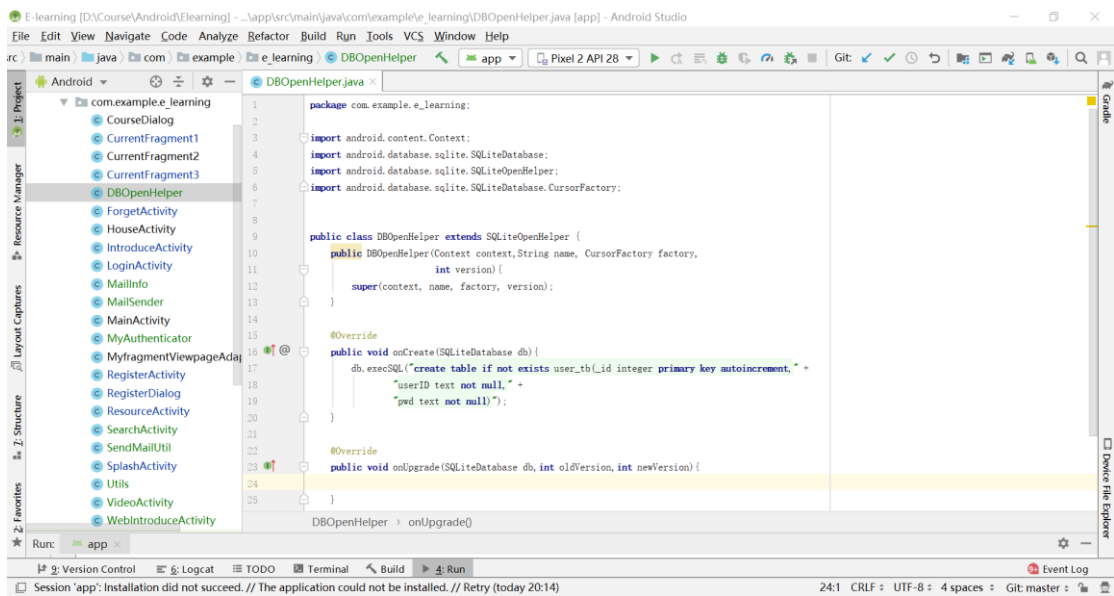 E-learning [D:\Course\Android\Elearning] - ...\app\src\main\java\com\example\e_learning\DBOpenHelper.java [app] - Android Studio
File Edit View Navigate Code Analyze Refactor Build Run Tools VCS Window Help
rc main java com example e_learning DBOpenHelper app Pixel 2 API 28 Git:
Android
DBOpenHelper.java
1: Project
Resource Manager
Layout Captures
7: Structure
2: Favorites
com.example.e_learning
CourseDialog
CurrentFragment1
CurrentFragment2
CurrentFragment3
DBOpenHelper
ForgetActivity
HouseActivity
IntroduceActivity
LoginActivity
MailInfo
MailSender
MainActivity
MyAuthenticator
MyfragmentViewpageAdap
RegisterActivity
RegisterDialog
ResourceActivity
SearchActivity
SendMailUtil
SplashActivity
Utils
VideoActivity
WebIntroduceActivity
1 package com.example.e_learning;
2
3 import android.content.Context;
4 import android.database.sqlite.SQLiteDatabase;
5 import android.database.sqlite.SQLiteOpenHelper;
6 import android.database.sqlite.SQLiteDatabase.CursorFactory;
7
8
9 public class DBOpenHelper extends SQLiteOpenHelper {
10 public DBOpenHelper(Context context,String name, CursorFactory factory,
11 int version){
12 super(context, name, factory, version);
13 }
14
15 @Override
16 @ public void onCreate(SQLiteDatabase db){
17 db.execSQL("create table if not exists user_tb(_id integer primary key autoincrement," +
18 "userID text not null," +
19 "pwd text not null)");
20 }
21
22 @Override
23 public void onUpgrade(SQLiteDatabase db,int oldVersion,int newVersion){
24
25 }
DBOpenHelper › onUpgrade()
Gradle
Device File Explorer
Run: app
9: Version Control 6: Logcat TODO Terminal Build 4: Run 9+ Event Log
Session 'app': Installation did not succeed. // The application could not be installed. // Retry (today 20:14) 24:1 CRLF UTF-8 4 spaces Git: master